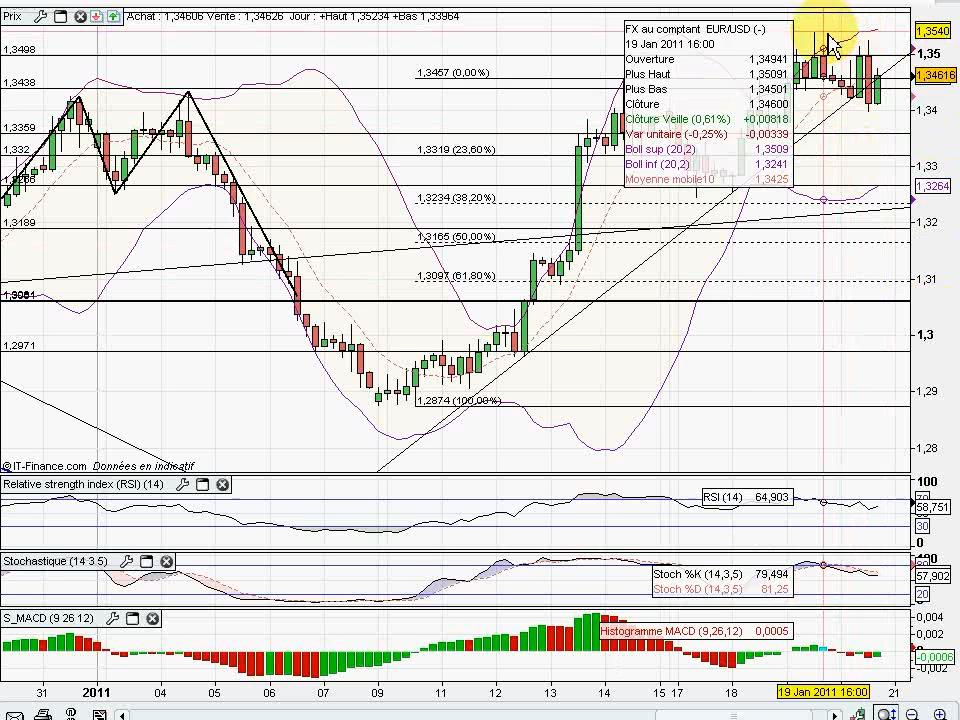 Prix
Achat : 1,34606 Vente : 1,34626 Jour : +Haut 1,35234 +Bas 1,33964
FX au comptant EUR/USD (-)
19 Jan 2011 16:00
Ouverture 1,34941
Plus Haut 1,35091
Plus Bas 1,34501
Clôture 1,34600
Clôture Veille (0,61%) +0,00818
Var unitaire (-0,25%) -0,00339
Boll sup (20,2) 1,3509
Boll inf (20,2) 1,3241
Moyenne mobile10 1,3425
1,3540
1,35
1,34616
1,34
1,33
1,3264
1,32
1,31
1,3
1,29
1,28
1,3498
1,3438
1,3359
1,332
1,3189
1,2971
1,3457 (0,00%)
1,3319 (23,60%)
1,3234 (38,20%)
1,3165 (50,00%)
1,3097 (61,80%)
1,2874 (100,00%)
©IT-Finance.com Données en indicatif
Relative strength index (RSI) (14)
RSI (14) 64,903
100
58,751
30
0
Stochastique (14 3 5)
Stoch %K (14,3,5) 79,494
Stoch %D (14,3,5) 81,25
57,902
20
S_MACD (9 26 12)
Histogramme MACD (9,26,12) 0,0005
0,004
0,002
-0,0006
-0,002
31 2011 04 05 06 07 09 11 12 13 14 15 17 18 19 Jan 2011 16:00 21